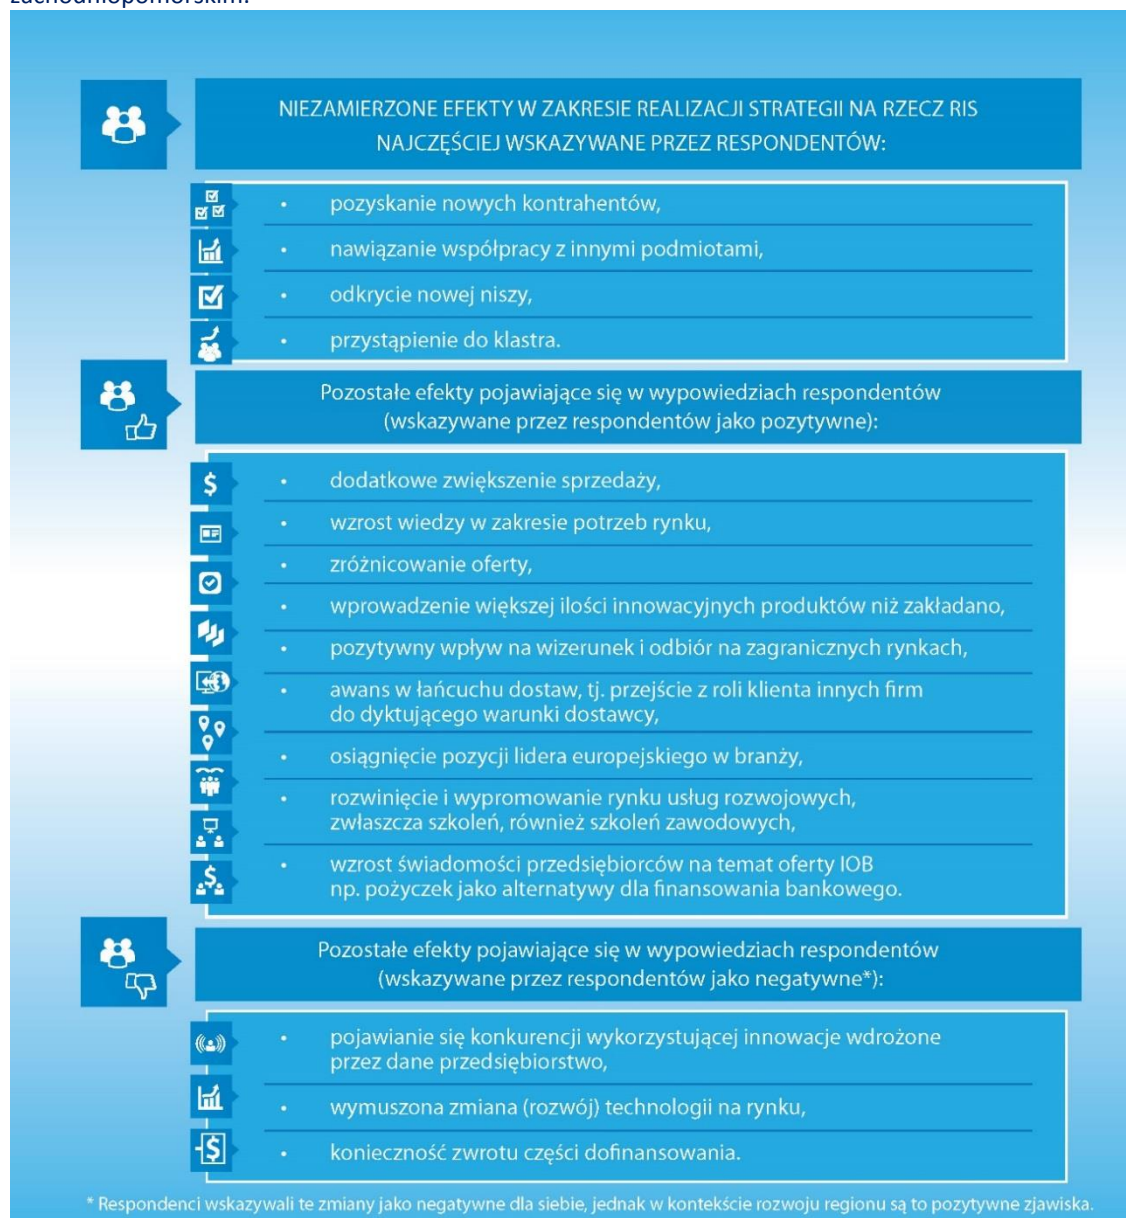 zachodniopomorskim.
NIEZAMIERZONE EFEKTY W ZAKRESIE REALIZACJI STRATEGII NA RZECZ RIS
NAJCZĘŚCIEJ WSKAZYWANE PRZEZ RESPONDENTÓW:
• pozyskanie nowych kontrahentów,
• nawiązanie współpracy z innymi podmiotami,
• odkrycie nowej niszy,
• przystąpienie do klastra.
Pozostałe efekty pojawiające się w wypowiedziach respondentów
(wskazywane przez respondentów jako pozytywne):
• dodatkowe zwiększenie sprzedaży,
• wzrost wiedzy w zakresie potrzeb rynku,
• zróżnicowanie oferty,
• wprowadzenie większej ilości innowacyjnych produktów niż zakładano,
• pozytywny wpływ na wizerunek i odbiór na zagranicznych rynkach,
• awans w łańcuchu dostaw, tj. przejście z roli klienta innych firm
do dyktującego warunki dostawcy,
• osiągnięcie pozycji lidera europejskiego w branży,
• rozwinięcie i wypromowanie rynku usług rozwojowych,
zwłaszcza szkoleń, również szkoleń zawodowych,
• wzrost świadomości przedsiębiorców na temat oferty IOB
np. pożyczek jako alternatywy dla finansowania bankowego.
Pozostałe efekty pojawiające się w wypowiedziach respondentów
(wskazywane przez respondentów jako negatywne*):
• pojawianie się konkurencji wykorzystującej innowacje wdrożone
przez dane przedsiębiorstwo,
• wymuszona zmiana (rozwój) technologii na rynku,
• konieczność zwrotu części dofinansowania.
* Respondenci wskazywali te zmiany jako negatywne dla siebie, jednak w kontekście rozwoju regionu są to pozytywne zjawiska.